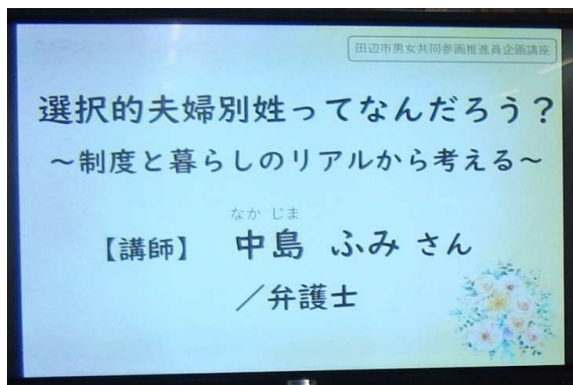 田辺市男女共同参画推進員企画講座
選択的夫婦別姓ってなんだろう？
～制度と暮らしのリアルから考える～
なか じま
【講師】 中島 ふみ さん
／弁護士